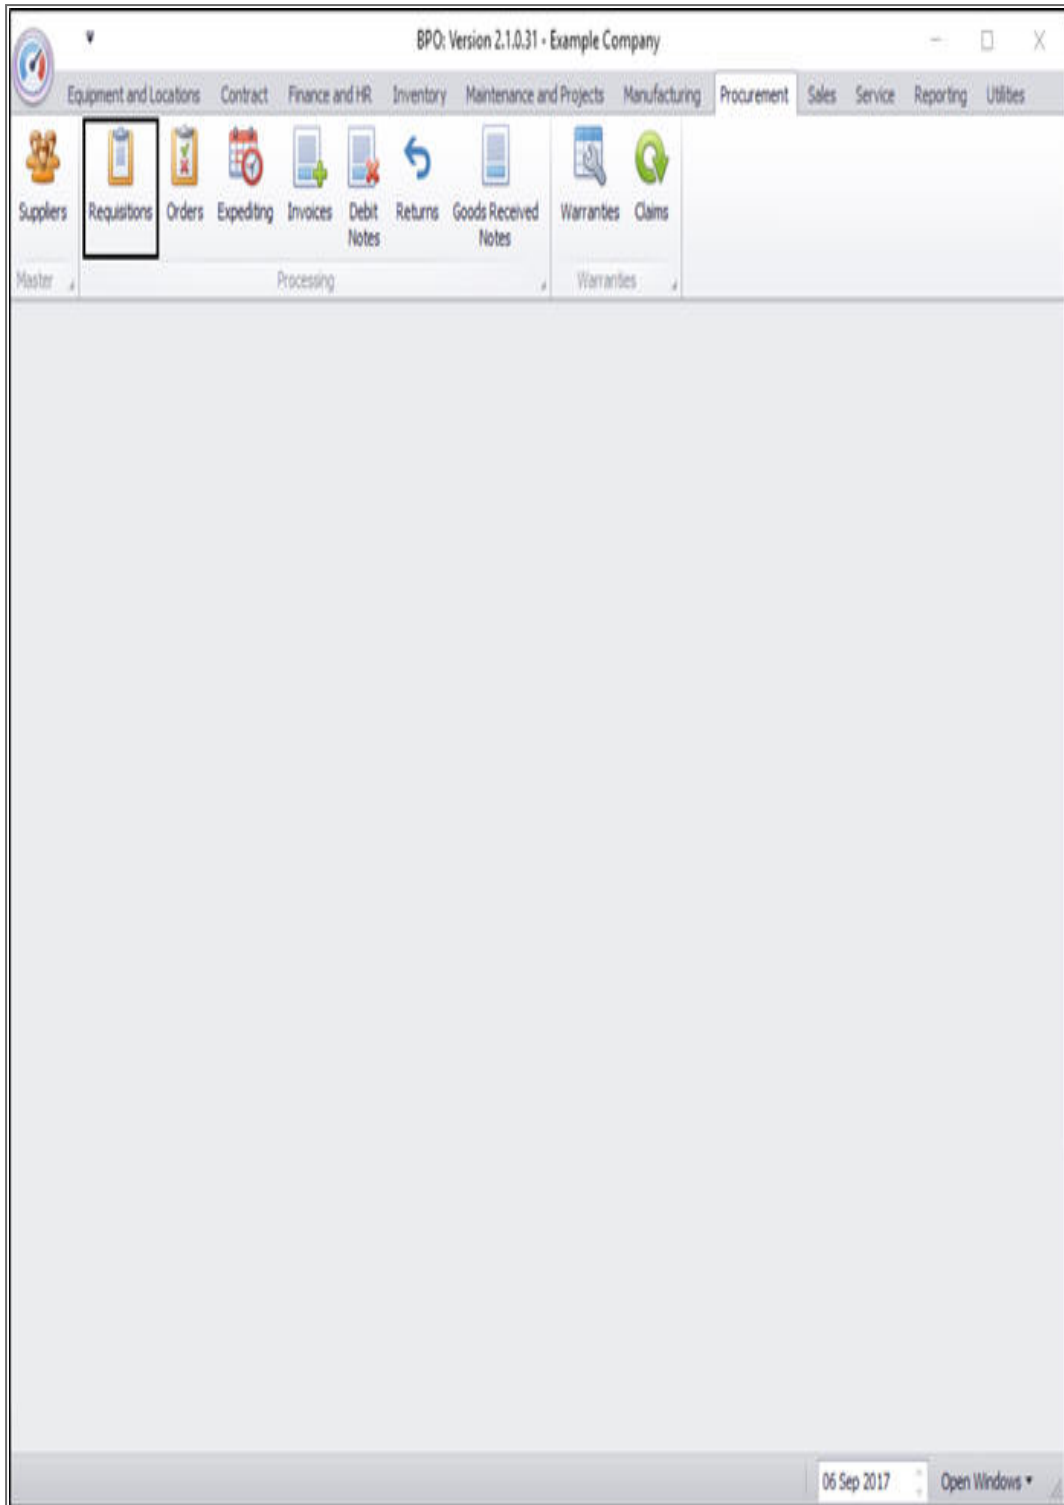 BPO: Version 2.1.0.31 - Example Company
Equipment and Locations Contract Finance and HR Inventory Maintenance and Projects Manufacturing Procurement Sales Service Reporting Utilities
Suppliers Requisitions Orders Expediting Invoices Debit Notes Returns Goods Received Notes Warranties Claims
Master Processing Warranties
06 Sep 2017 Open Windows